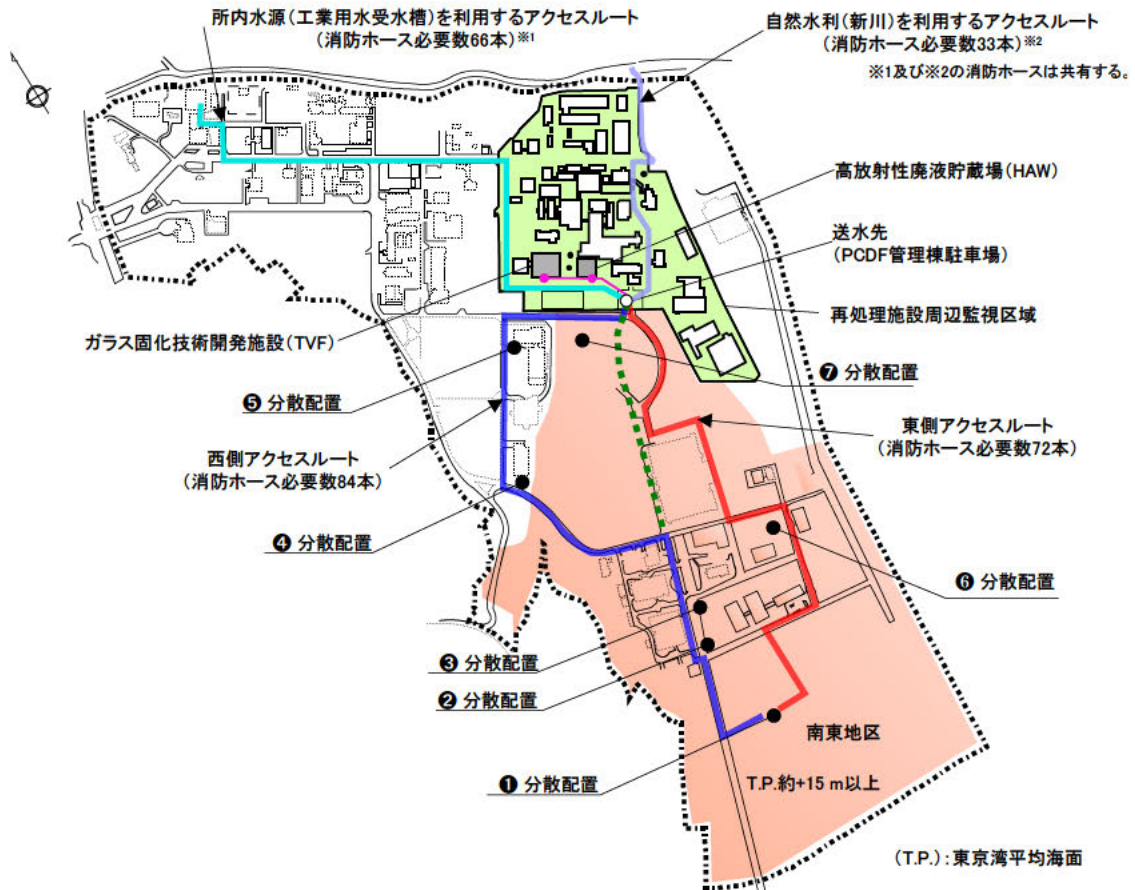 所内水源(工業用水受水槽)を利用するアクセスルート
(消防ホース必要数66本)※1
自然水利(新川)を利用するアクセスルート
(消防ホース必要数33本)※2
※1及び※2の消防ホースは共有する。
高放射性廃液貯蔵場(HAW)
送水先
(PCDF管理棟駐車場)
再処理施設周辺監視区域
ガラス固化技術開発施設(TVF)
❼ 分散配置
❺ 分散配置
東側アクセスルート
(消防ホース必要数72本)
西側アクセスルート
(消防ホース必要数84本)
❹ 分散配置
❻ 分散配置
❸ 分散配置
❷ 分散配置
南東地区
❶ 分散配置
T.P.約+15 m以上
(T.P.):東京湾平均海面